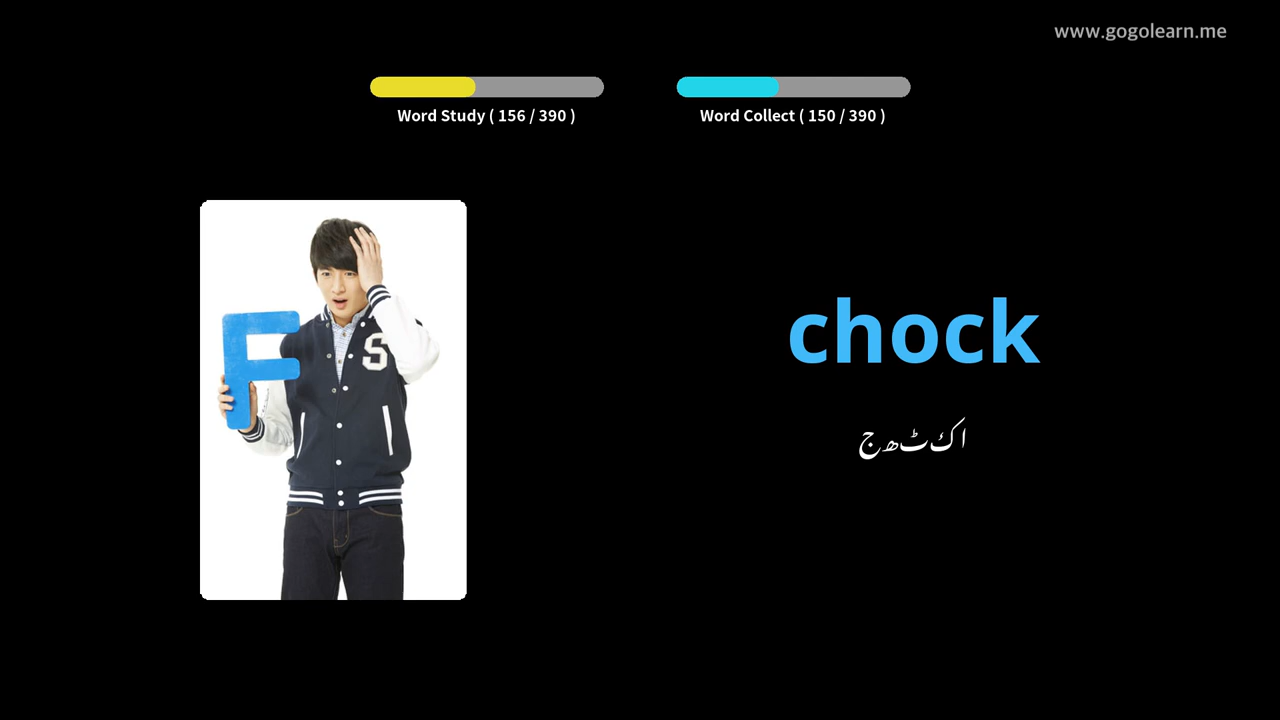 www.gogolearn.me
Word Study ( 156 / 390 )
Word Collect ( 150 / 390 )
F
S
chock
اکٹھج